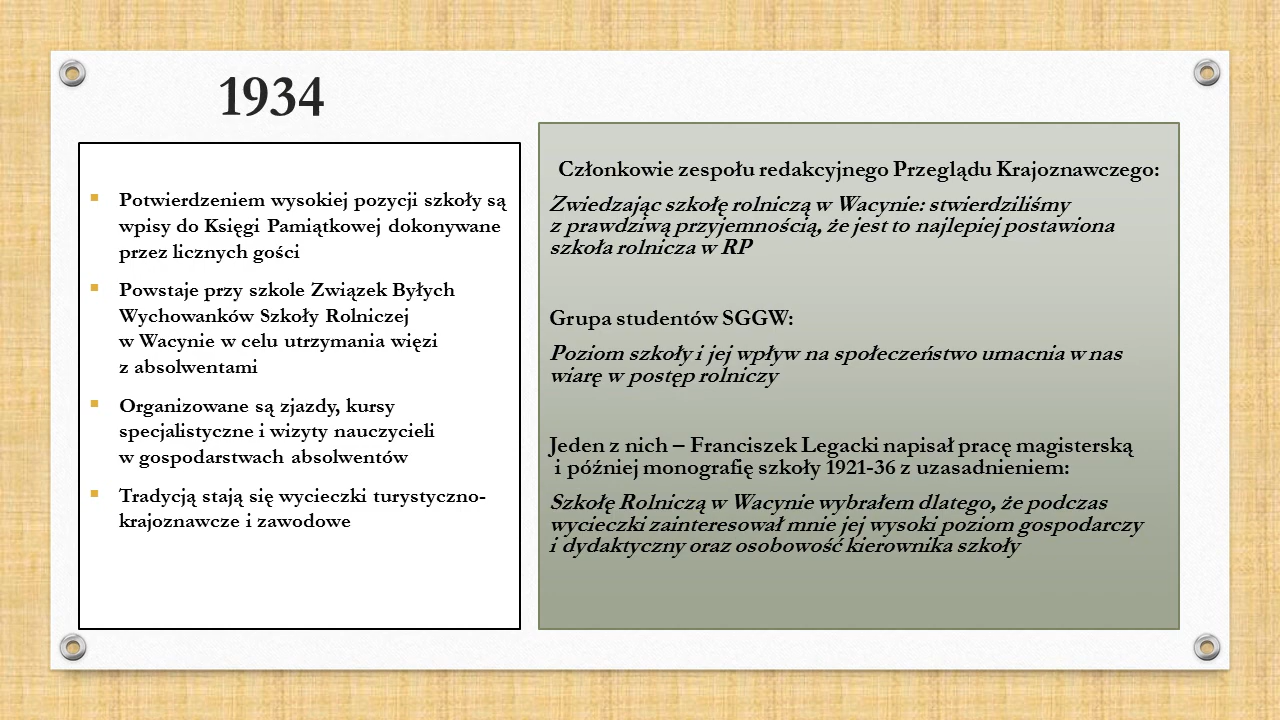 1934
Potwierdzeniem wysokiej pozycji szkoły są
wpisy do Księgi Pamiątkowej dokonywane
przez licznych gości
Powstaje przy szkole Związek Byłych
Wychowanków Szkoły Rolniczej
w Wacynie w celu utrzymania więzi
z absolwentami
Organizowane są zjazdy, kursy
specjalistyczne i wizyty nauczycieli
w gospodarstwach absolwentów
Tradycją stają się wycieczki turystyczno-
krajoznawcze i zawodowe
Członkowie zespołu redakcyjnego Przeglądu Krajoznawczego:
Zwiedzając szkołę rolniczą w Wacynie: stwierdziliśmy
z prawdziwą przyjemnością, że jest to najlepiej postawiona
szkoła rolnicza w RP
Grupa studentów SGGW:
Poziom szkoły i jej wpływ na społeczeństwo umacnia w nas
wiarę w postęp rolniczy
Jeden z nich – Franciszek Legacki napisał pracę magisterską
i później monografię szkoły 1921-36 z uzasadnieniem:
Szkołę Rolniczą w Wacynie wybrałem dlatego, że podczas
wycieczki zainteresował mnie jej wysoki poziom gospodarczy
i dydaktyczny oraz osobowość kierownika szkoły